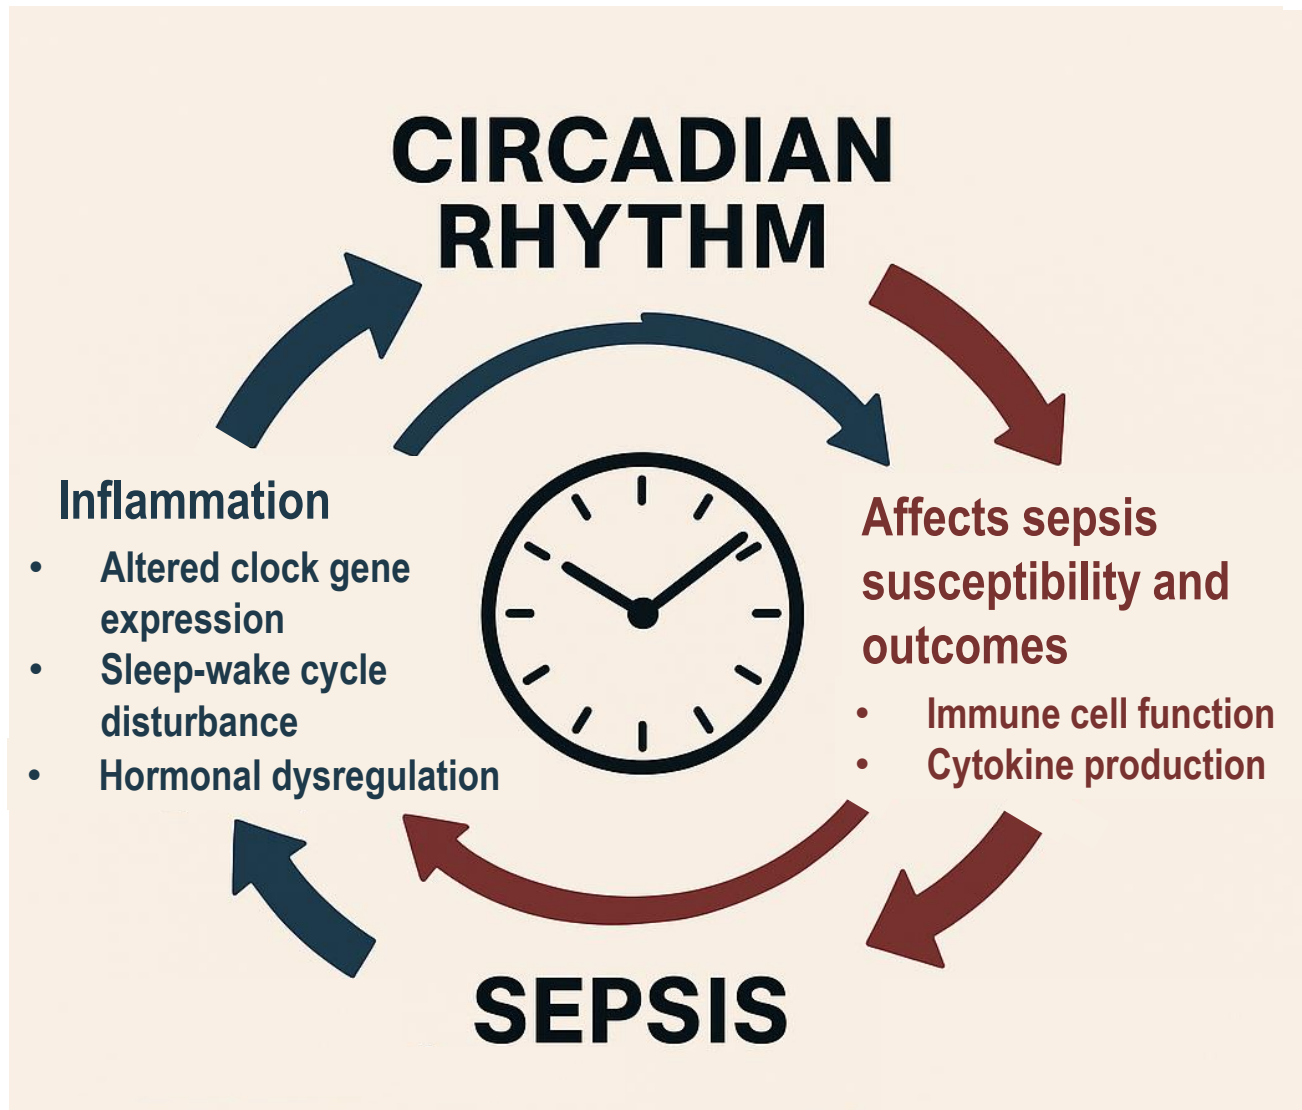 CIRCADIAN
RHYTHM
Inflammation
• Altered clock gene
expression
• Sleep-wake cycle
disturbance
• Hormonal dysregulation
Affects sepsis
susceptibility and
outcomes
• Immune cell function
• Cytokine production
SEPSIS